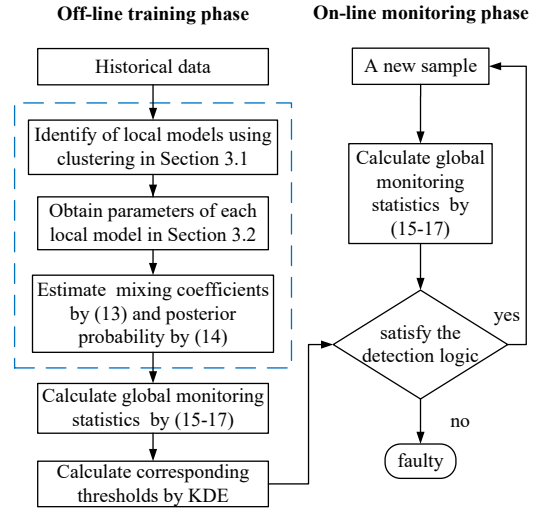 Off-line training phase
Historical data
Identify of local models using
clustering in Section 3.1
Obtain parameters of each
local model in Section 3.2
Estimate mixing coefficients
by (13) and posterior
probability by (14)
Calculate global monitoring
statistics by (15-17)
Calculate corresponding
thresholds by KDE
On-line monitoring phase
A new sample
Calculate global
monitoring
statistics by
(15-17)
satisfy the
detection logic
yes
no
faulty